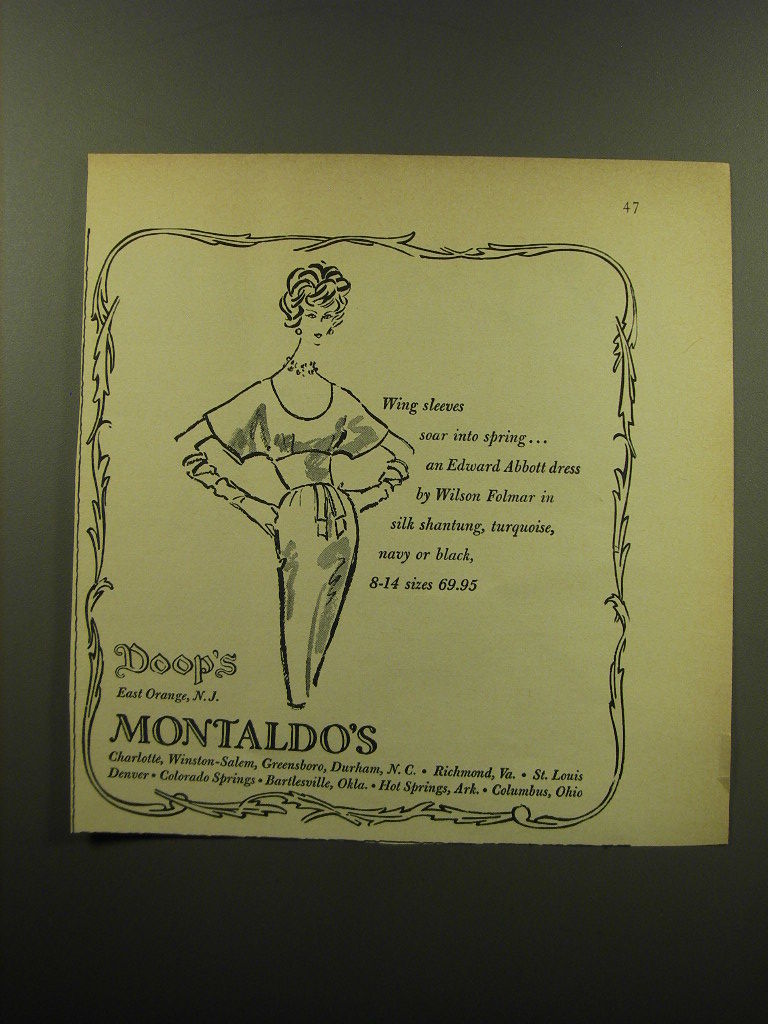 47
Wing sleeves
soar into spring...
an Edward Abbott dress
by Wilson Folmar in
silk shantung, turquoise,
navy or black,
8-14 sizes 69.95
Doop's
East Orange, N. J.
MONTALDO'S
Charlotte, Winston-Salem, Greensboro, Durham, N. C. • Richmond, Va. • St. Louis
Denver • Colorado Springs • Bartlesville, Okla. • Hot Springs, Ark. • Columbus, Ohio